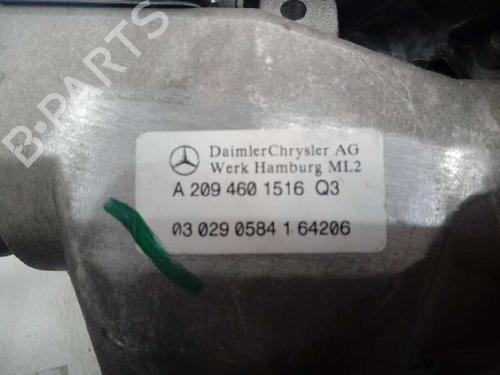 B-PARTS
DaimlerChrysler AG
Werk Hamburg ML2
A 209 460 1516 Q3
03 029 0584 1 64206